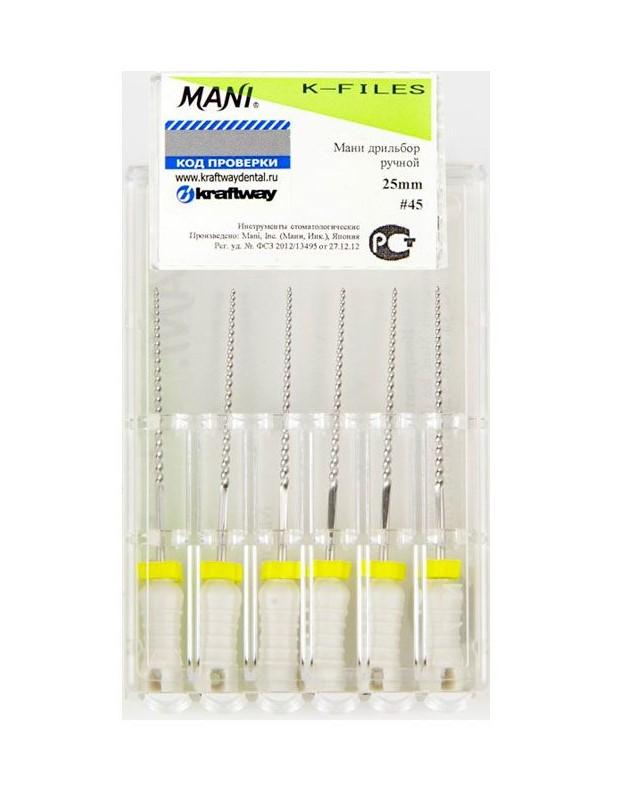 MANI®
K-FILES
КОД ПРОВЕРКИ
www.kraftwaydental.ru
kraftway
Мани дрильбор
ручной
25mm
#45
Инструменты стоматологические
Произведено: Mani, Inc. (Мани, Инк.), Япония
Рег. уд. №. ФСЗ 2012/13495 от 27.12.12
РСТ